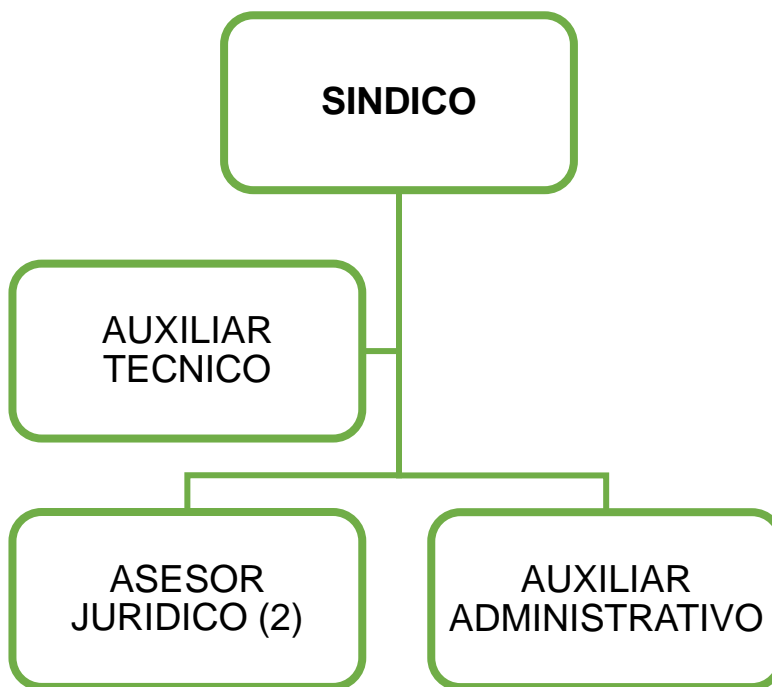 SINDICO
AUXILIAR
TECNICO
ASESOR
JURIDICO (2)
AUXILIAR
ADMINISTRATIVO